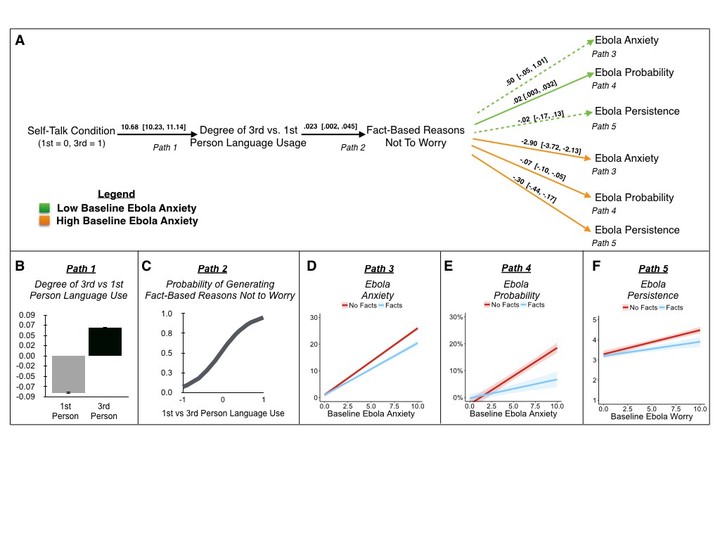 A
Ebola Anxiety
Path 3
.50 [-.05, 1.01]
Ebola Probability
Path 4
.02 [.003, .032]
Ebola Persistence
Path 5
-.02 [-.17, .13]
Self-Talk Condition
(1st = 0, 3rd = 1)
10.68 [10.23, 11.14]
Path 1
Degree of 3rd vs. 1st
Person Language Usage
.023 [.002, .045]
Path 2
Fact-Based Reasons
Not To Worry
-2.90 [-3.72, -2.13]
Ebola Anxiety
Path 3
-.07 [-.10, -.05]
Ebola Probability
Path 4
-.30 [-.44, -.17]
Ebola Persistence
Path 5
Legend
Low Baseline Ebola Anxiety
High Baseline Ebola Anxiety
B
Path 1
Degree of 3rd vs 1st
Person Language Use
0.09
0.07
0.05
0.02
0.00
-0.02
-0.05
-0.07
-0.09
1st
Person
3rd
Person
C
Path 2
Probability of Generating
Fact-Based Reasons Not to Worry
1.0
0.8
0.5
0.3
0.0
-1 0 1
1st vs 3rd Person Language Use
D
Path 3
Ebola
Anxiety
No Facts Facts
30
20
10
0
0.0 2.5 5.0 7.5 10.0
Baseline Ebola Anxiety
E
Path 4
Ebola
Probability
No Facts Facts
30%
20%
10%
0%
0.0 2.5 5.0 7.5 10.0
Baseline Ebola Anxiety
F
Path 5
Ebola
Persistence
No Facts Facts
5
4
3
2
1
0.0 2.5 5.0 7.5 10.0
Baseline Ebola Worry